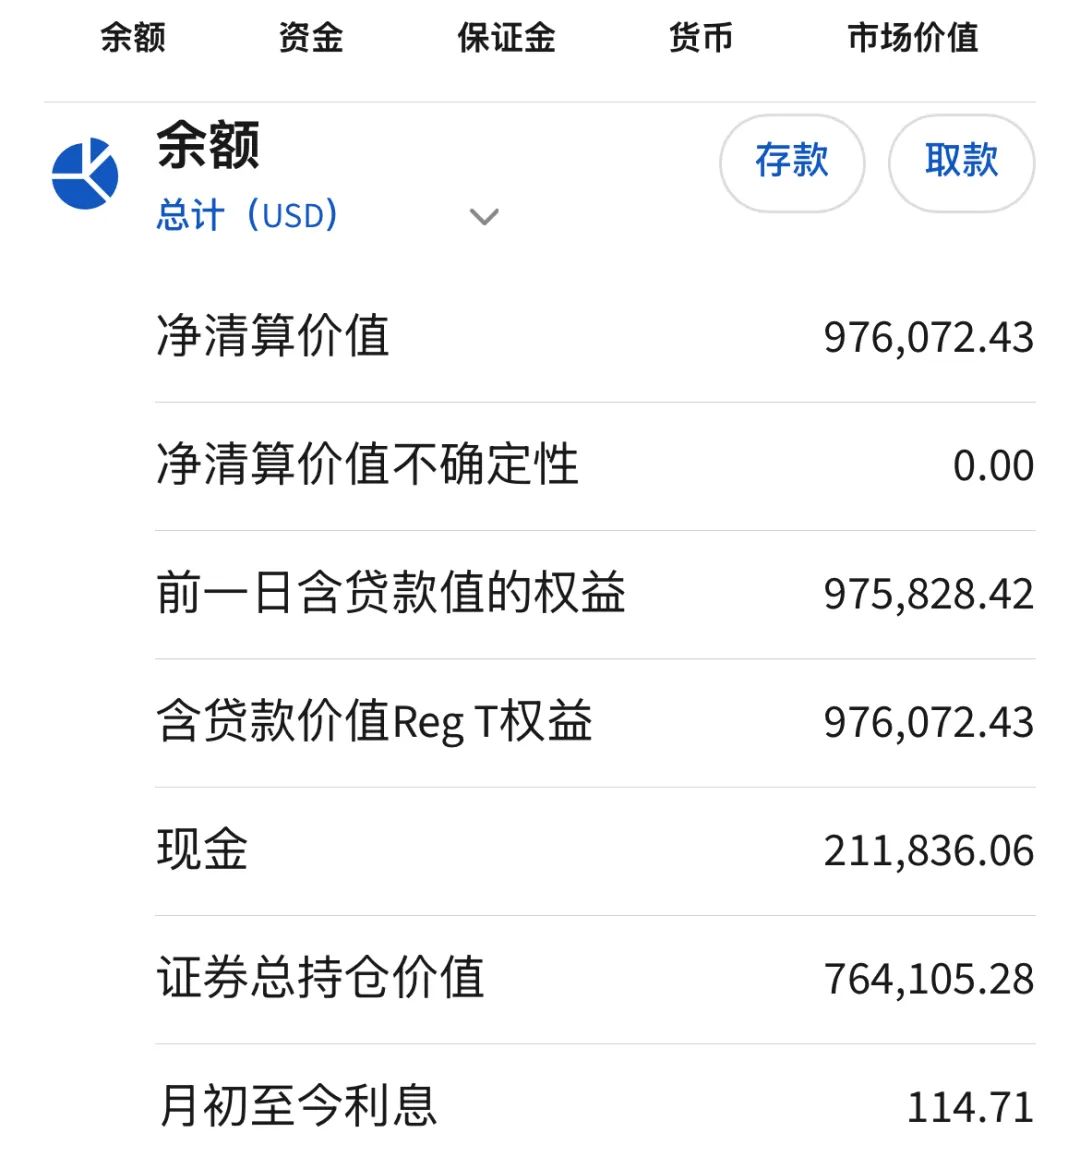 余额 资金 保证金 货币 市场价值
余额 存款 取款
总计（USD）
净清算价值 976,072.43
净清算价值不确定性 0.00
前一日含贷款值的权益 975,828.42
含贷款价值Reg T权益 976,072.43
现金 211,836.06
证券总持仓价值 764,105.28
月初至今利息 114.71